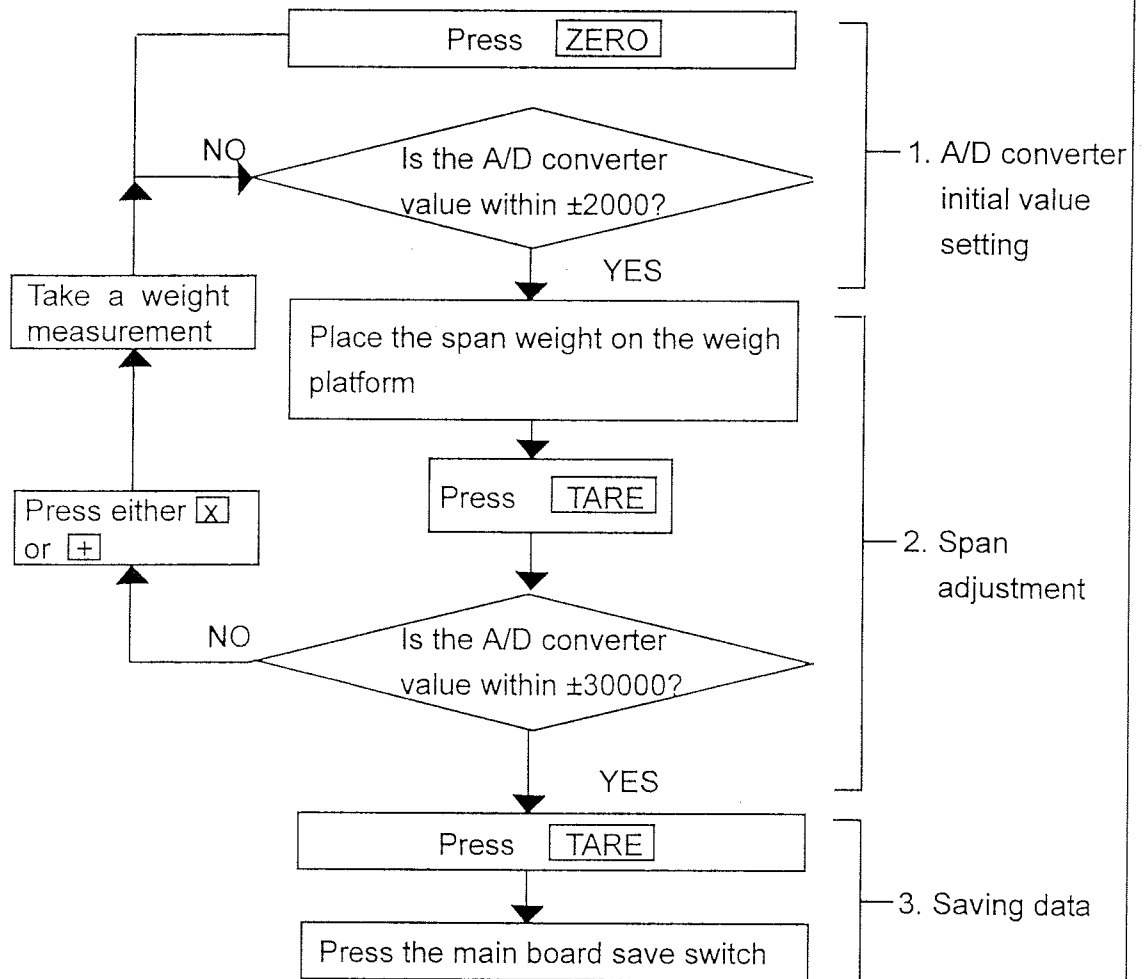 Press ZERO
NO
Is the A/D converter
value within ±2000?
1. A/D converter
initial value
setting
YES
Take a weight
measurement
Place the span weight on the weigh
platform
Press TARE
Press either X
or +
2. Span
adjustment
NO
Is the A/D converter
value within ±30000?
YES
Press TARE
3. Saving data
Press the main board save switch